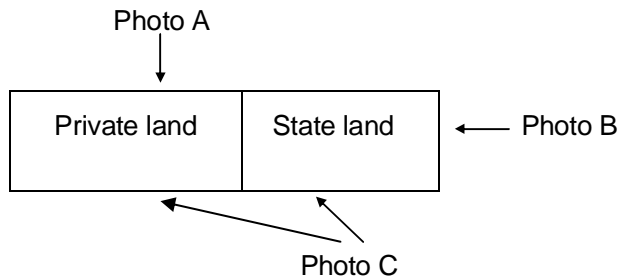 Photo A
Private land
State land
Photo B
Photo C